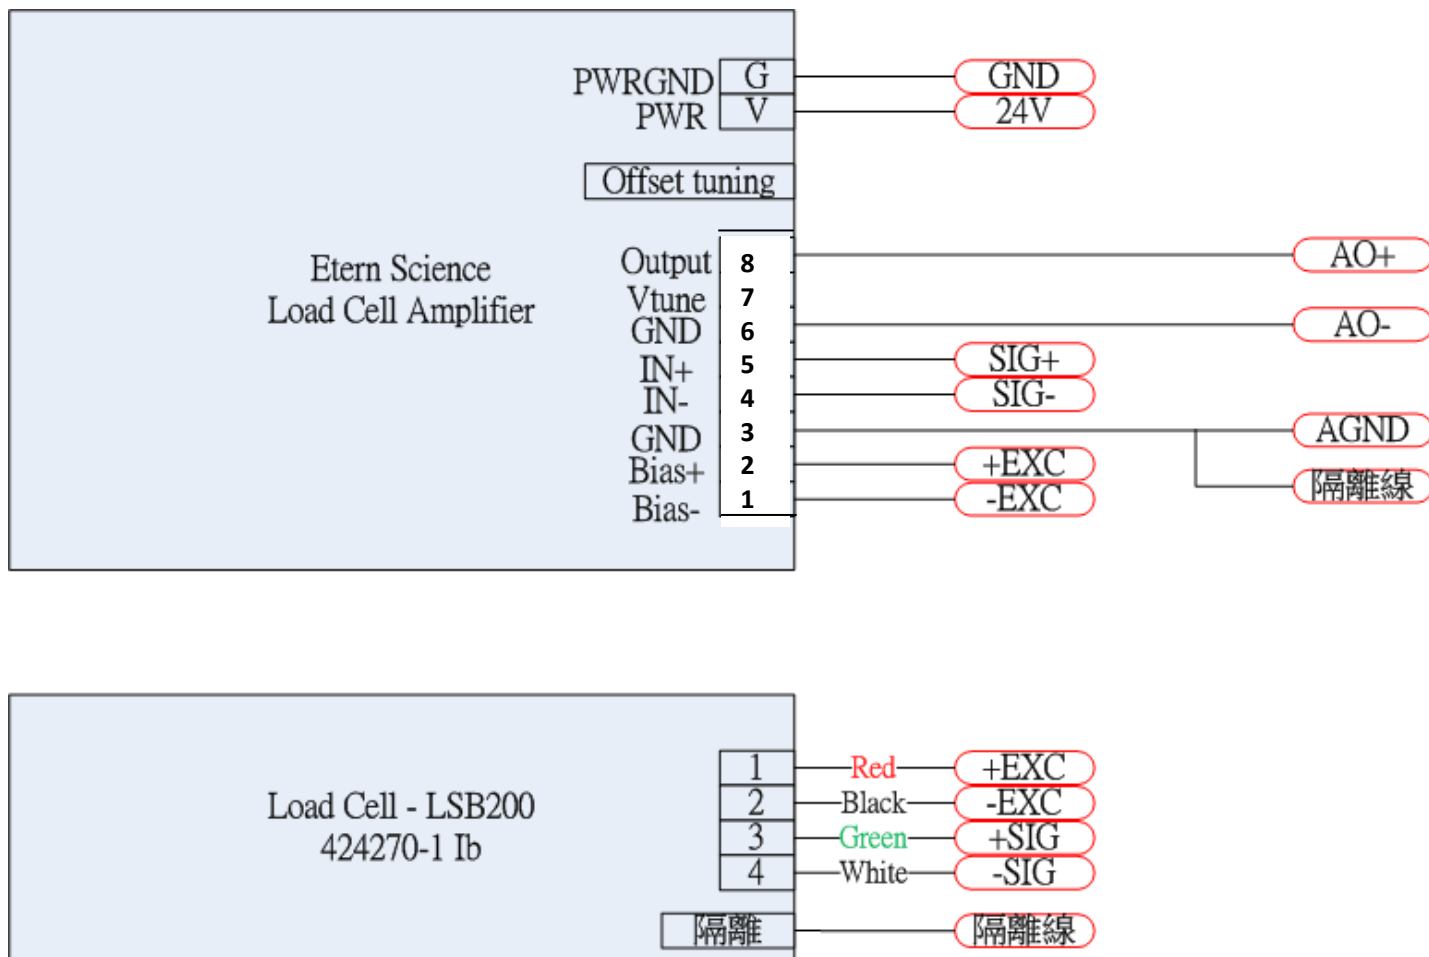 PWRGND G GND
PWR V 24V
Offset tuning
Etern Science
Load Cell Amplifier
Output 8 AO+
Vtune 7
GND 6 AO-
IN+ 5 SIG+
IN- 4 SIG-
GND 3 AGND
Bias+ 2 +EXC
隔離線
Bias- 1 -EXC
Load Cell - LSB200
424270-1 Ib
1 Red +EXC
2 Black -EXC
3 Green +SIG
4 White -SIG
隔離 隔離線